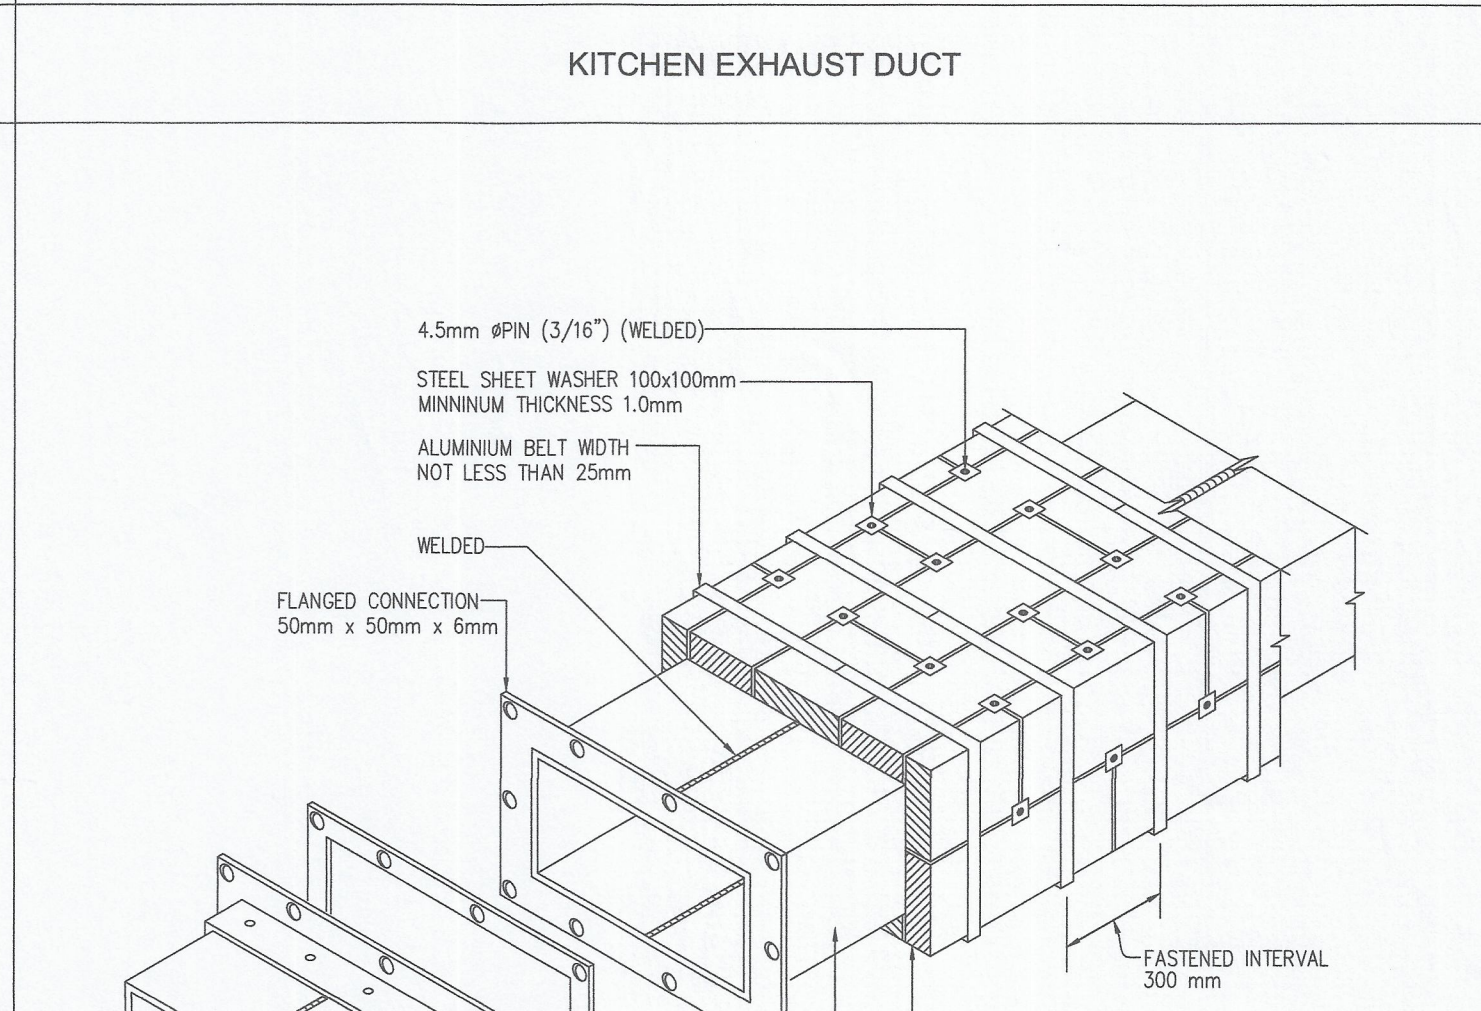 KITCHEN EXHAUST DUCT
4.5mm øPIN (3/16") (WELDED)
STEEL SHEET WASHER 100x100mm
MINNINUM THICKNESS 1.0mm
ALUMINIUM BELT WIDTH
NOT LESS THAN 25mm
WELDED
FLANGED CONNECTION
50mm x 50mm x 6mm
FASTENED INTERVAL
300 mm